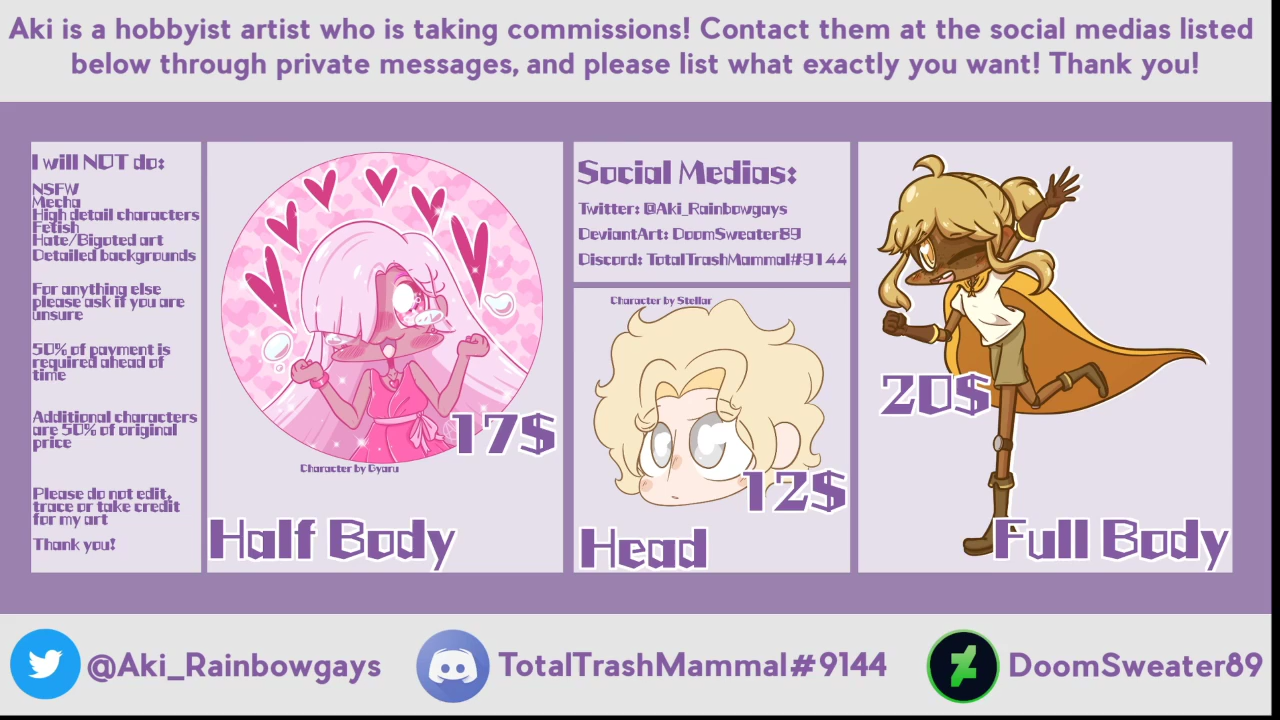 Aki is a hobbyist artist who is taking commissions! Contact them at the social medias listed
below through private messages, and please list what exactly you want! Thank you!
I will NOT do:
NSFW
Mecha
High detail characters
Fetish
Hate/Bigoted art
Detailed backgrounds
For anything else
please ask if you are
unsure
50% of payment is
required ahead of
time
Additional characters
are 50% of original
price
Please do not edit,
trace or take credit
for my art
Thank you!
17$
Character by Gyaru
Half Body
Social Medias:
Twitter: @Aki_Rainbowgays
DeviantArt: DoomSweater89
Discord: TotalTrashMammal#9144
Character by Stellar
12$
Head
20$
Full Body
@Aki_Rainbowgays
TotalTrashMammal#9144
DoomSweater89